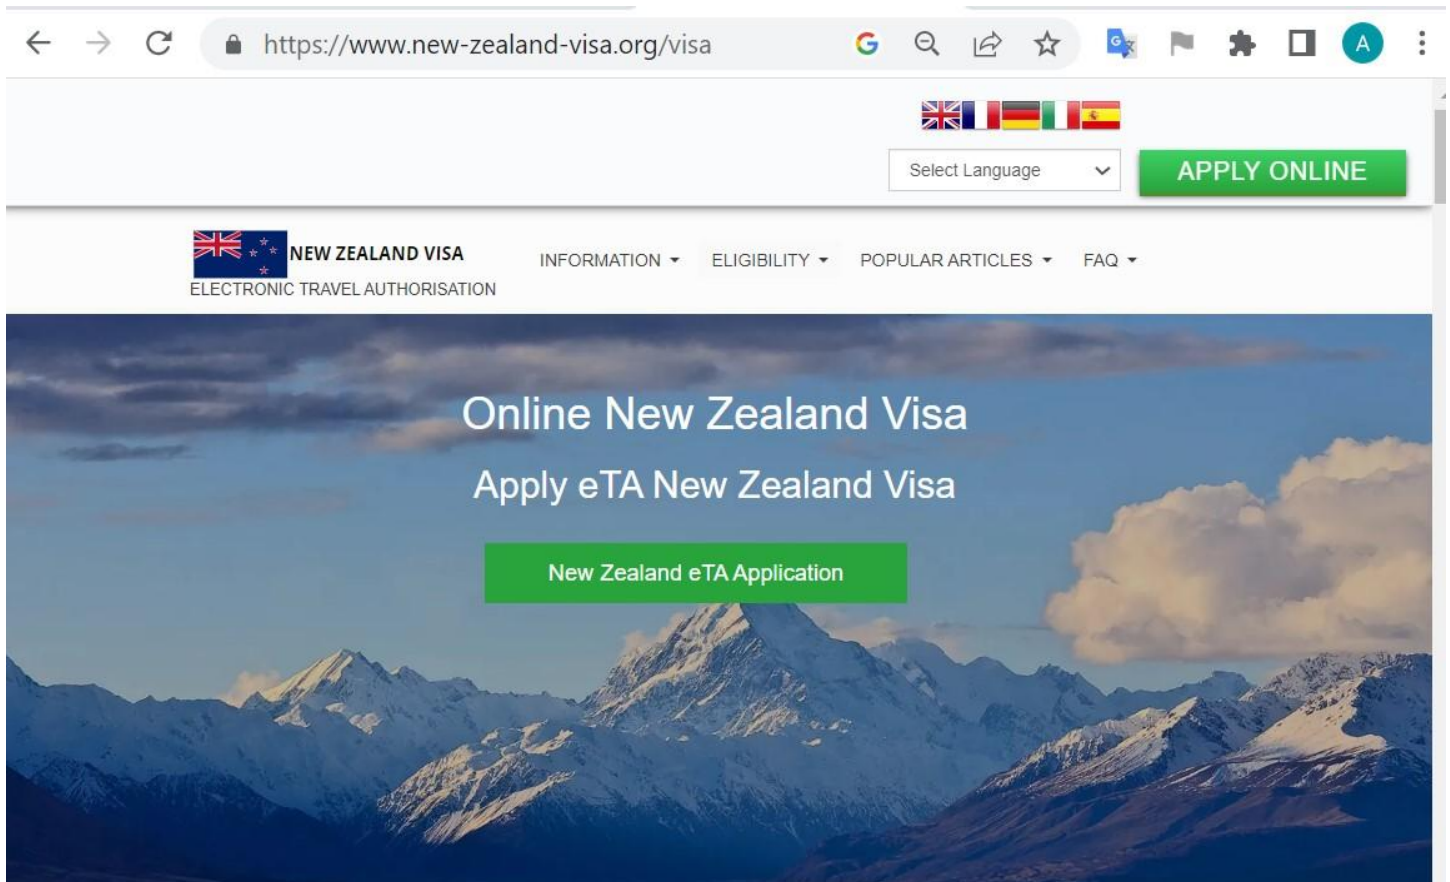 https://www.new-zealand-visa.org/visa
A
Select Language
APPLY ONLINE
NEW ZEALAND VISA
ELECTRONIC TRAVEL AUTHORISATION
INFORMATION
ELIGIBILITY
POPULAR ARTICLES
FAQ
Online New Zealand Visa
Apply eTA New Zealand Visa
New Zealand eTA Application